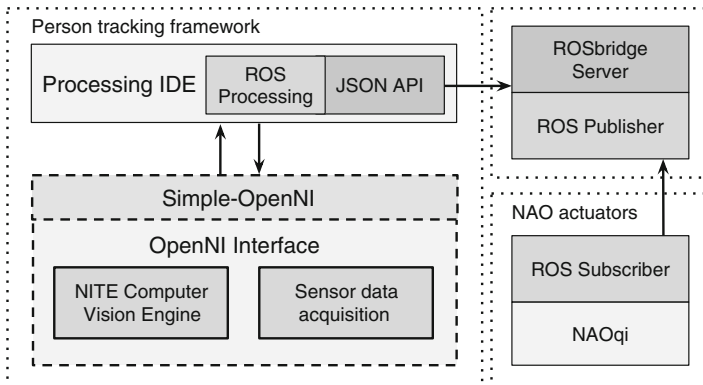 Person tracking framework
Processing IDE
ROS
Processing
JSON API
Simple-OpenNI
OpenNI Interface
NITE Computer
Vision Engine
Sensor data
acquisition
ROSbridge
Server
ROS Publisher
NAO actuators
ROS Subscriber
NAOqi